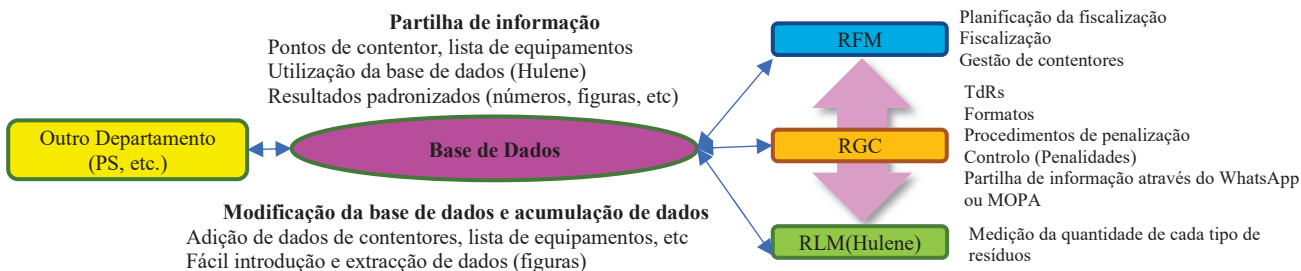 Partilha de informação
Pontos de contentor, lista de equipamentos
Utilização da base de dados (Hulene)
Resultados padronizados (números, figuras, etc)
Outro Departamento
(PS, etc.)
Base de Dados
Modificação da base de dados e acumulação de dados
Adição de dados de contentores, lista de equipamentos, etc
Fácil introdução e extracção de dados (figuras)
RFM
Planificação da fiscalização
Fiscalização
Gestão de contentores
RGC
TdRs
Formatos
Procedimentos de penalização
Controlo (Penalidades)
Partilha de informação através do WhatsApp
ou MOPA
RLM(Hulene)
Medição da quantidade de cada tipo de
resíduos